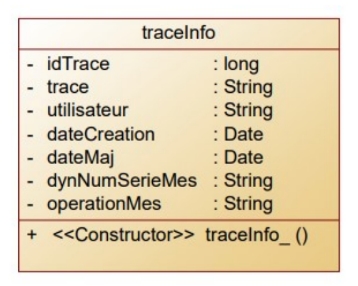 traceInfo
- idTrace : long
- trace : String
- utilisateur : String
- dateCreation : Date
- dateMaj : Date
- dynNumSerieMes : String
- operationMes : String
+ <<Constructor>> traceInfo_ ()